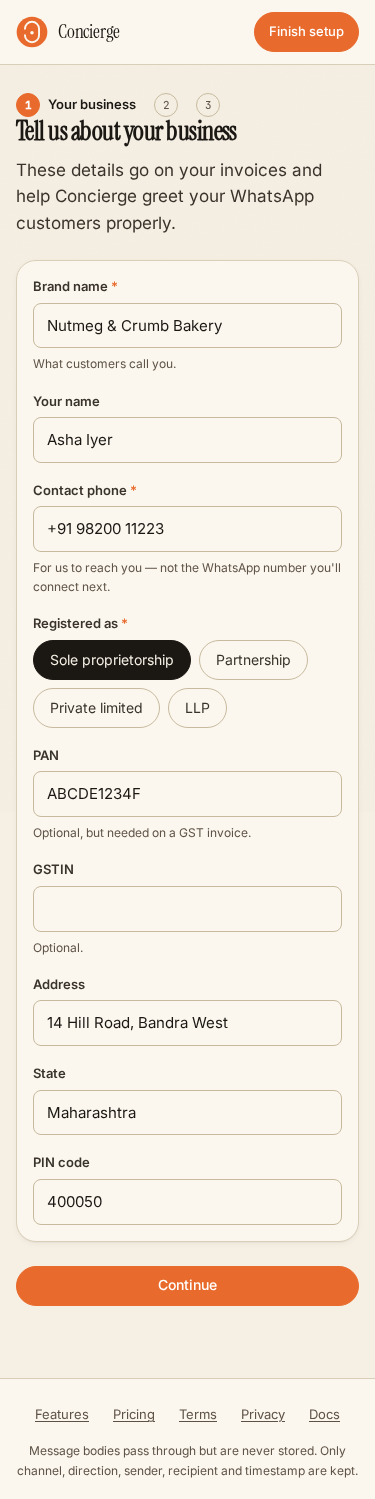 Concierge
Finish setup
1 Your business 2 3
Tell us about your business
These details go on your invoices and
help Concierge greet your WhatsApp
customers properly.
Brand name *
Nutmeg & Crumb Bakery
What customers call you.
Your name
Asha Iyer
Contact phone *
+91 98200 11223
For us to reach you — not the WhatsApp number you'll
connect next.
Registered as *
Sole proprietorship Partnership
Private limited LLP
PAN
ABCDE1234F
Optional, but needed on a GST invoice.
GSTIN
Optional.
Address
14 Hill Road, Bandra West
State
Maharashtra
PIN code
400050
Continue
Features Pricing Terms Privacy Docs
Message bodies pass through but are never stored. Only
channel, direction, sender, recipient and timestamp are kept.